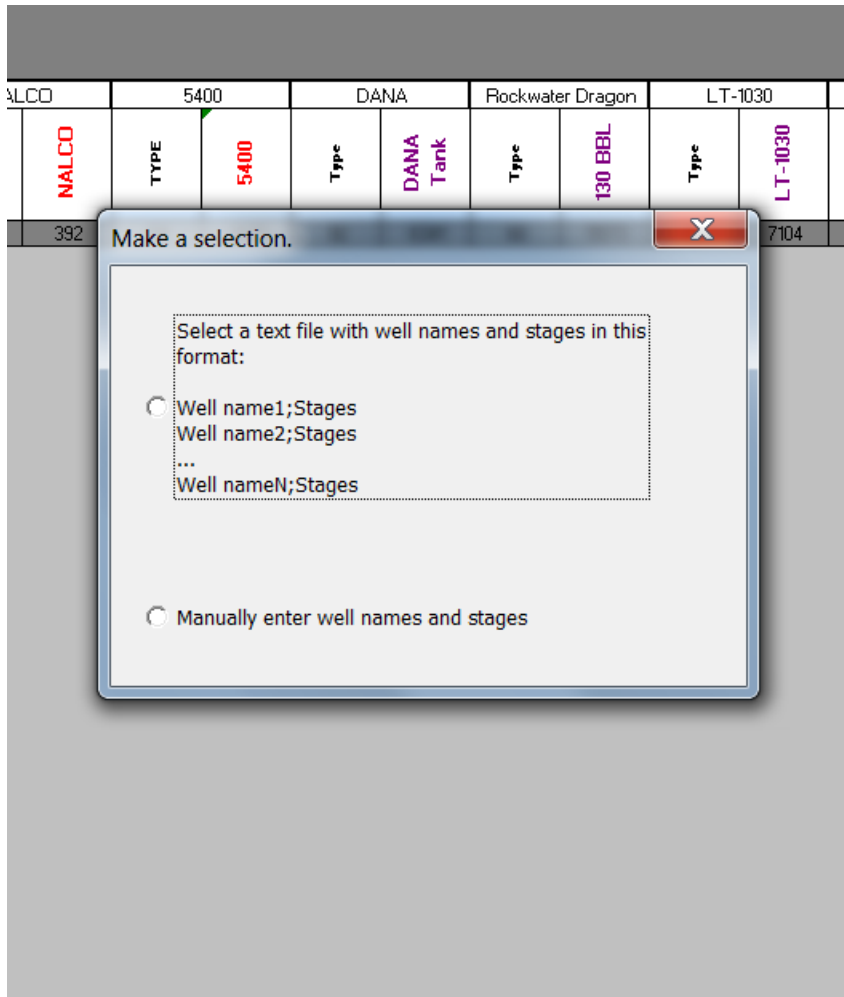 ALCO 5400 DANA Rockwater Dragon LT-1030
NALCO TYPE 5400 Type DANA Tank Type 130 BBL Type LT-1030
392 7104
Make a selection.
Select a text file with well names and stages in this
format:
Well name1;Stages
Well name2;Stages
...
Well nameN;Stages
Manually enter well names and stages